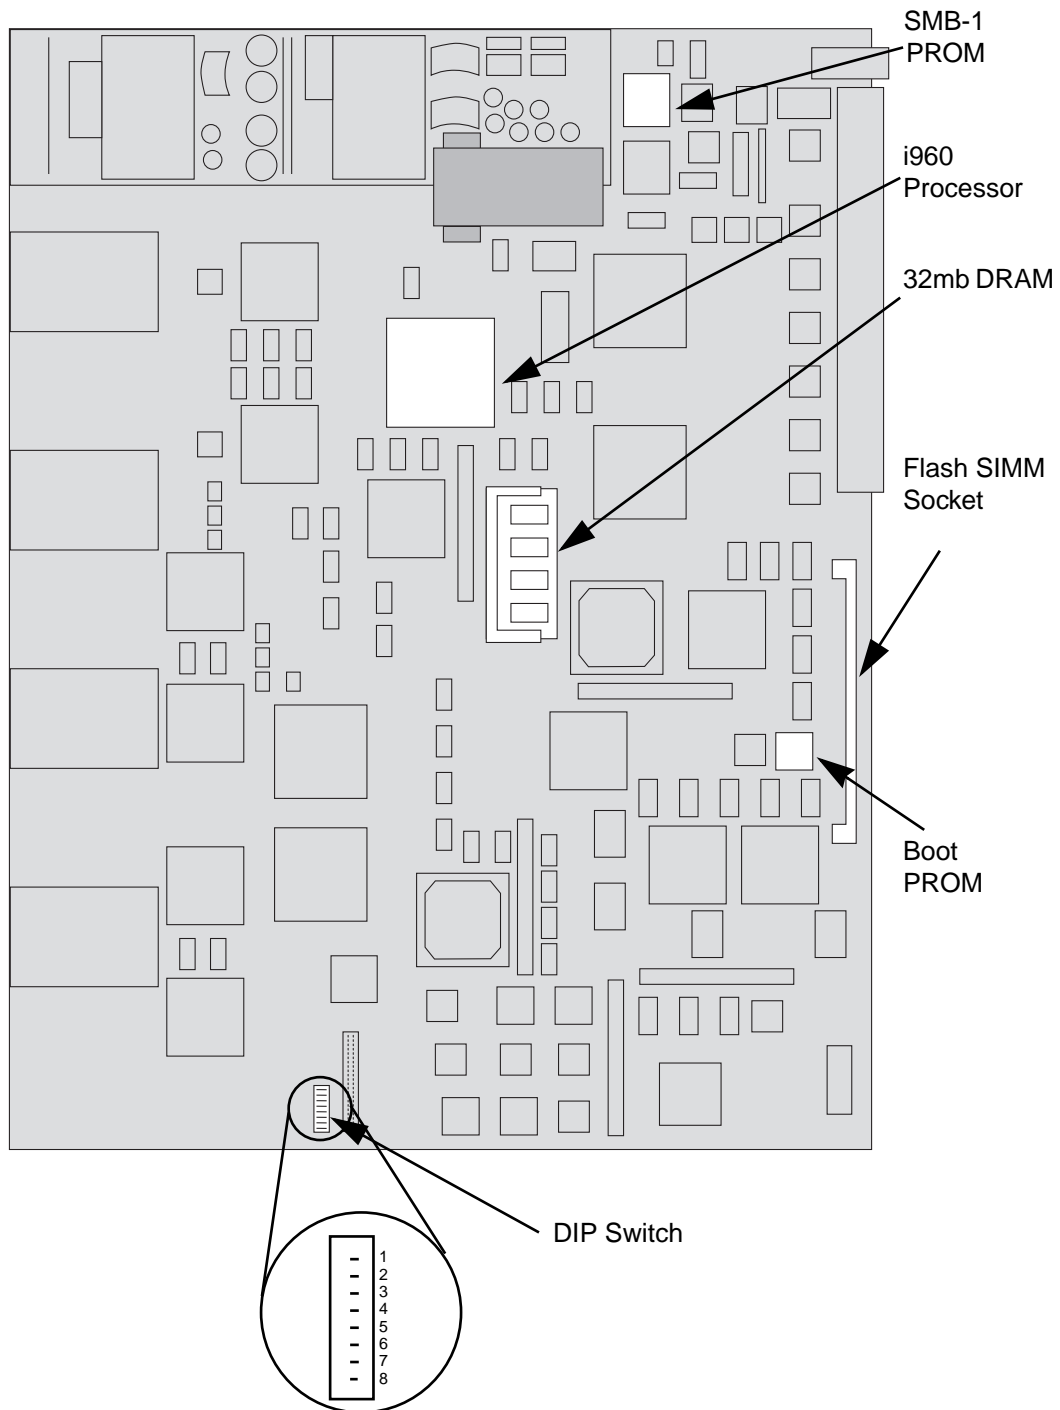 SMB-1
PROM
i960
Processor
32mb DRAM
Flash SIMM
Socket
Boot
PROM
DIP Switch
1
2
3
4
5
6
7
8